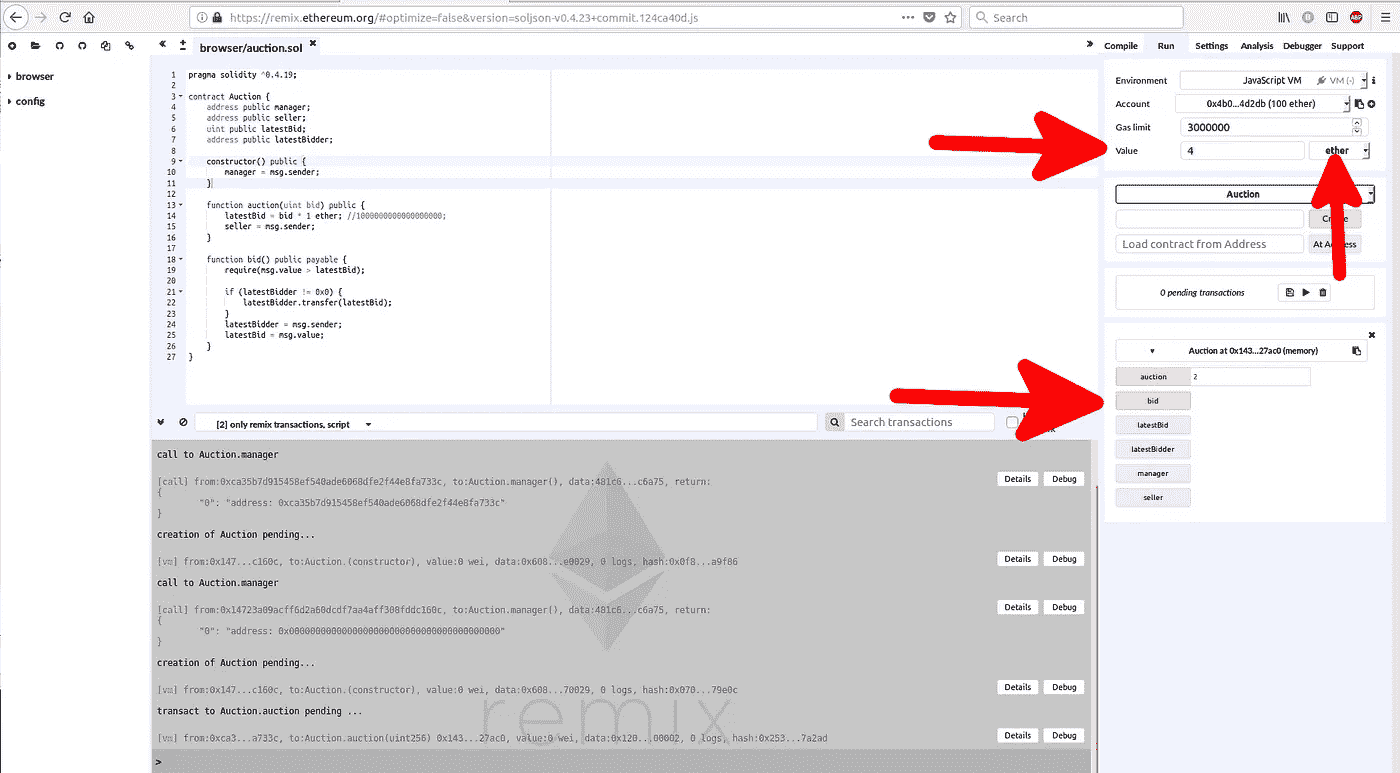 https://remix.ethereum.org/#optimize=false&version=soljson-v0.4.23+commit.124ca40d.js
Search
browser/auction.sol
Compile Run Settings Analysis Debugger Support
browser
config
1 pragma solidity ^0.4.19;
2
3 contract Auction {
4 address public manager;
5 address public seller;
6 uint public latestBid;
7 address public latestBidder;
8
9 constructor() public {
10 manager = msg.sender;
11 }
12
13 function auction(uint bid) public {
14 latestBid = bid * 1 ether; //1000000000000000000;
15 seller = msg.sender;
16 }
17
18 function bid() public payable {
19 require(msg.value > latestBid);
20
21 if (latestBidder != 0x0) {
22 latestBidder.transfer(latestBid);
23 }
24 latestBidder = msg.sender;
25 latestBid = msg.value;
26 }
27 }
Environment JavaScript VM VM (-)
Account 0x4b0...4d2db (100 ether)
Gas limit 3000000
Value 4 ether
Auction
Load contract from Address At Address
0 pending transactions
Auction at 0x143...27ac0 (memory)
auction 2
bid
latestBid
latestBidder
manager
seller
[2] only remix transactions, script
Search transactions
call to Auction.manager
[call] from:0xca35b7d915458ef540ade6068dfe2f44e8fa733c, to:Auction.manager(), data:481c6...c6a75, return:
Details Debug
{
"0": "address: 0xca35b7d915458ef540ade6068dfe2f44e8fa733c"
}
creation of Auction pending...
[vm] from:0x147...c160c, to:Auction.(constructor), value:0 wei, data:0x608...e0029, 0 logs, hash:0x0f8...a9f86
Details Debug
call to Auction.manager
[call] from:0x14723a09acff6d2a60dcdf7aa4aff308fddc160c, to:Auction.manager(), data:481c6...c6a75, return:
Details Debug
{
"0": "address: 0x0000000000000000000000000000000000000000"
}
creation of Auction pending...
[vm] from:0x147...c160c, to:Auction.(constructor), value:0 wei, data:0x608...70029, 0 logs, hash:0x070...79e0c
Details Debug
transact to Auction.auction pending ...
[vm] from:0xca3...a733c, to:Auction.auction(uint256) 0x143...27ac0, value:0 wei, data:0x120...00002, 0 logs, hash:0x253...7a2ad
Details Debug
remix
>